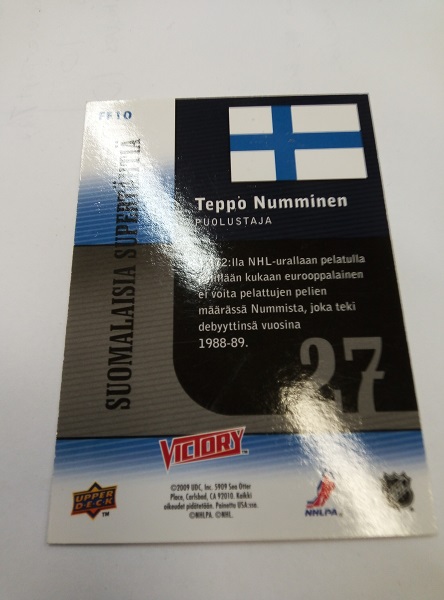 FF10
SUOMALAISIA
Teppo Numminen
PUOLUSTAJA
NHL-urallaan pelatulla
kukaan eurooppalainen
ei voita pelattujen pelien
määrässä Nummista, joka teki
debyyttinsä vuosina
1988-89.
27
VICTORY
UPPER
DECK
TM
©2009 UDC, Inc. 5909 Sea Otter
Place, Carlsbad, CA 92010. Kaikki
oikeudet pidätetään. Painettu USA:ssa.
©NHLPA. ©NHL.
NHLPA
NHL